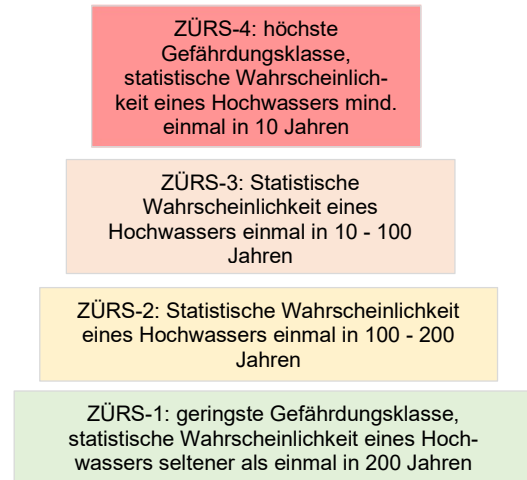 ZÜRS-4: höchste
Gefährdungsklasse,
statistische Wahrscheinlich-
keit eines Hochwassers mind.
einmal in 10 Jahren
ZÜRS-3: Statistische
Wahrscheinlichkeit eines
Hochwassers einmal in 10 - 100
Jahren
ZÜRS-2: Statistische Wahrscheinlichkeit
eines Hochwassers einmal in 100 - 200
Jahren
ZÜRS-1: geringste Gefährdungsklasse,
statistische Wahrscheinlichkeit eines Hoch-
wassers seltener als einmal in 200 Jahren